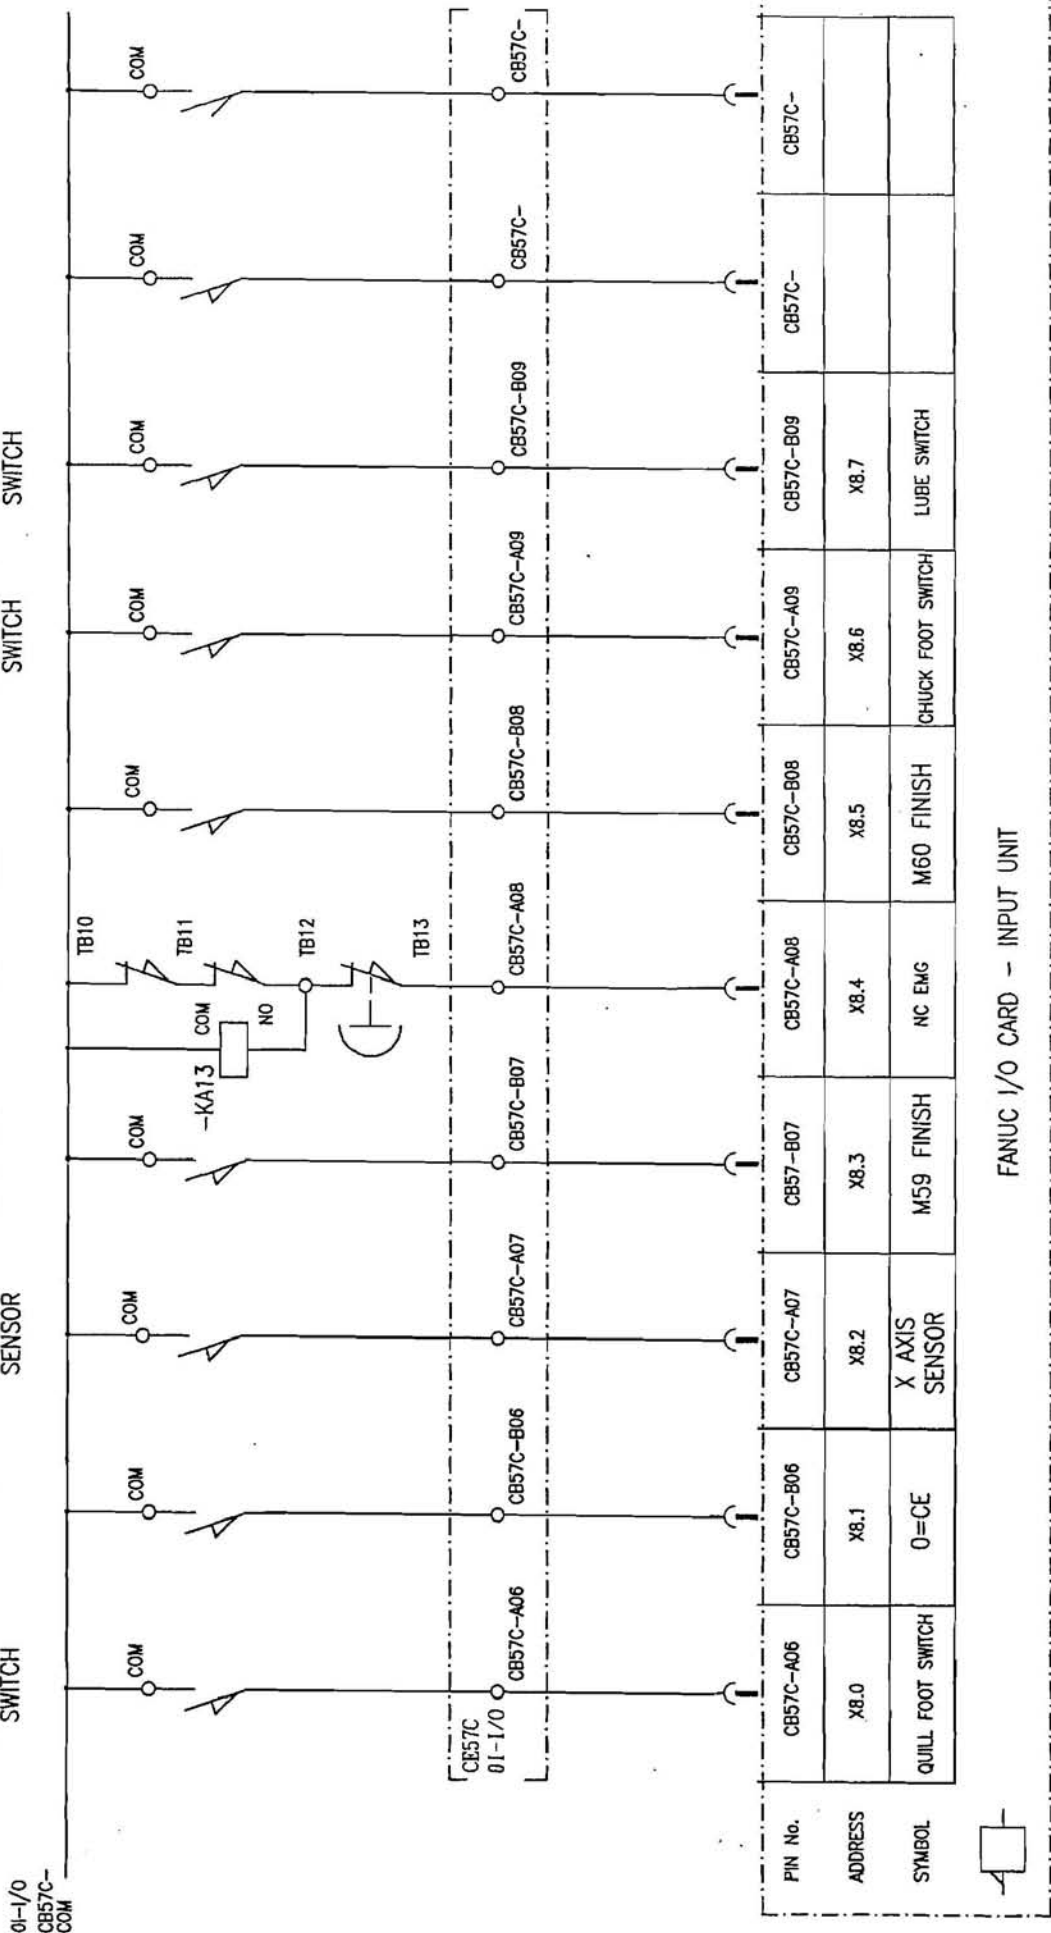 SWITCH
SENSOR
SWITCH
SWITCH
0I-I/O
CB57C-
COM
COM
COM
COM
COM
COM
COM
COM
COM
COM
TB10
TB11
TB12
TB13
-KA13
COM
NO
CE57C
0I-I/O
CB57C-A06
CB57C-B06
CB57C-A07
CB57C-B07
CB57C-A08
CB57C-B08
CB57C-A09
CB57C-B09
CB57C-
CB57C-
PIN No.
CB57C-A06
CB57C-B06
CB57C-A07
CB57-B07
CB57C-A08
CB57C-B08
CB57C-A09
CB57C-B09
CB57C-
CB57C-
ADDRESS
X8.0
X8.1
X8.2
X8.3
X8.4
X8.5
X8.6
X8.7
SYMBOL
QUILL FOOT SWITCH
0=CE
X AXIS
SENSOR
M59 FINISH
NC EMG
M60 FINISH
CHUCK FOOT SWITCH
LUBE SWITCH
FANUC I/O CARD - INPUT UNIT